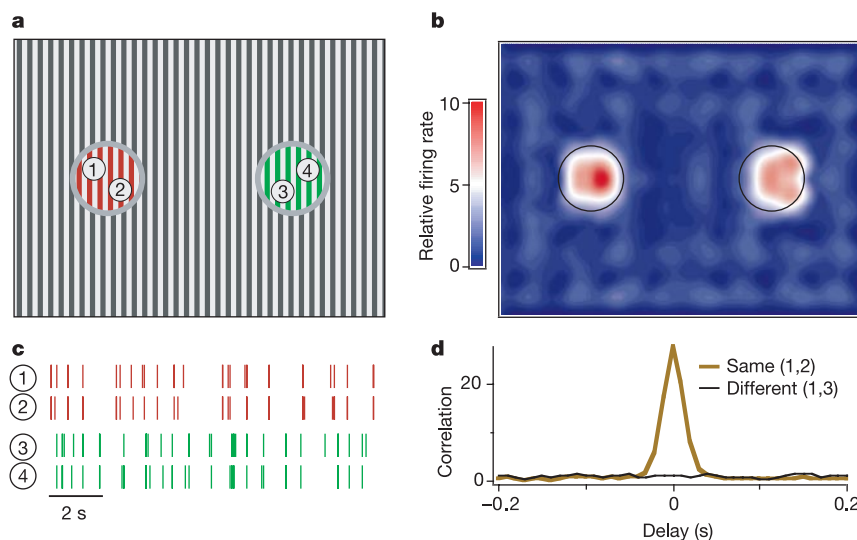 a
1
2
3
4
b
Relative firing rate
10
5
0
c
1
2
3
4
2 s
d
Correlation
20
0
Same (1,2)
Different (1,3)
–0.2
0
0.2
Delay (s)